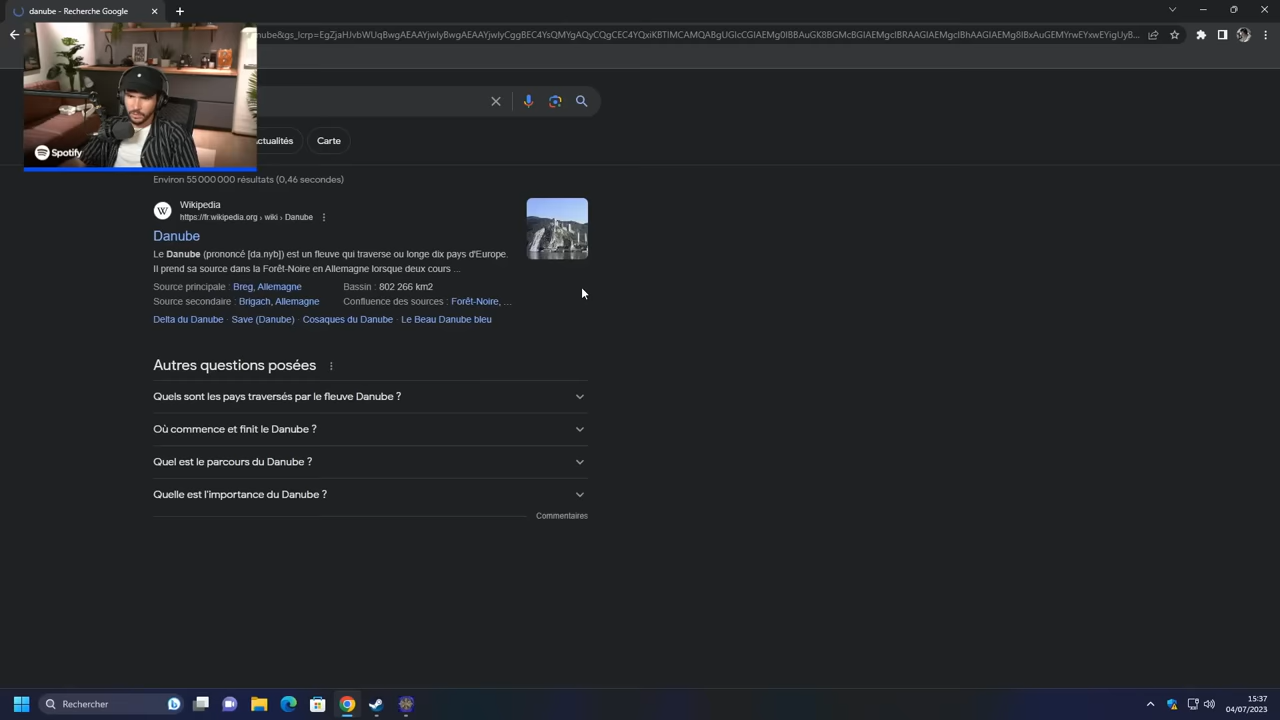 danube - Recherche Google
Spotify
Actualités
Carte
Environ 55 000 000 résultats (0,46 secondes)
Wikipedia
https://fr.wikipedia.org › wiki › Danube
Danube
Le Danube (prononcé [da.nyb]) est un fleuve qui traverse ou longe dix pays d'Europe.
Il prend sa source dans la Forêt-Noire en Allemagne lorsque deux cours ...
Source principale : Breg, Allemagne Bassin : 802 266 km2
Source secondaire : Brigach, Allemagne Confluence des sources : Forêt-Noire, ...
Delta du Danube · Save (Danube) · Cosaques du Danube · Le Beau Danube bleu
Autres questions posées
Quels sont les pays traversés par le fleuve Danube ?
Où commence et finit le Danube ?
Quel est le parcours du Danube ?
Quelle est l'importance du Danube ?
Commentaires
Rechercher
15:37
04/07/2023